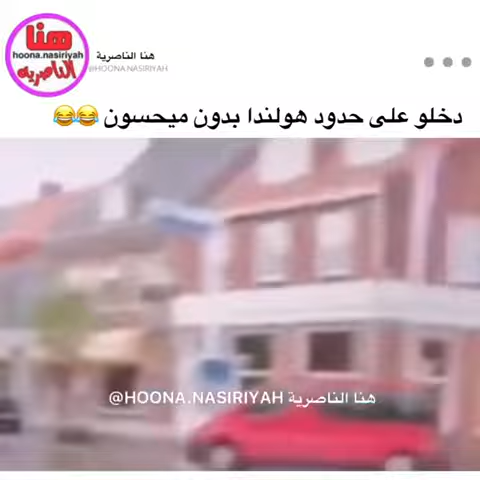 هنا
hoona.nasiriyah
الناصرية
هنا الناصرية
@HOONA.NASIRIYAH
دخلو على حدود هولندا بدون ميحسون 😂😂
@HOONA.NASIRIYAH هنا الناصرية